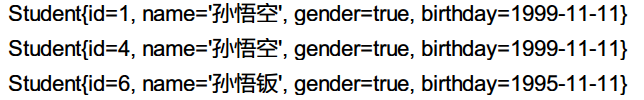 Student{id=1, name='孙悟空', gender=true, birthday=1999-11-11}
Student{id=4, name='孙悟空', gender=true, birthday=1999-11-11}
Student{id=6, name='孙悟钣', gender=true, birthday=1995-11-11}